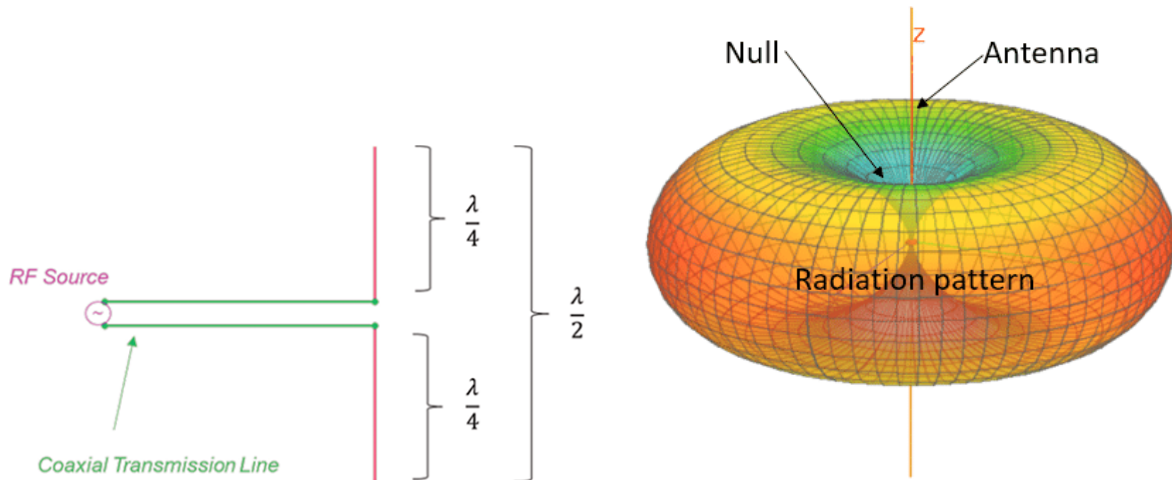 RF Source
~
Coaxial Transmission Line
λ/4
λ/4
λ/2
Z
Null
Antenna
Radiation pattern